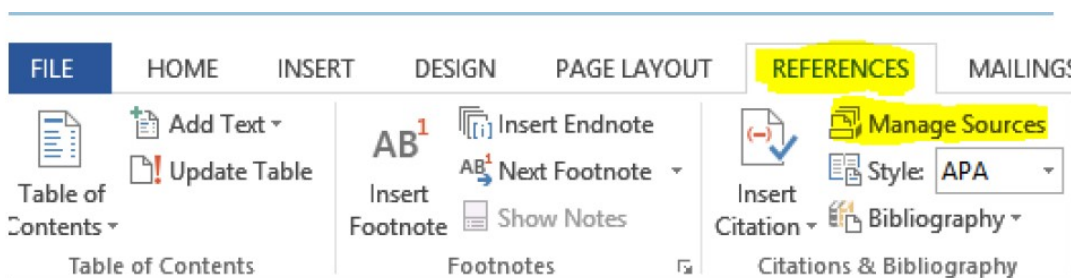 FILE HOME INSERT DESIGN PAGE LAYOUT REFERENCES MAILINGS
Table of
Contents
Add Text
Update Table
Table of Contents
AB1
Insert
Footnote
[i] Insert Endnote
AB1 Next Footnote
Show Notes
Footnotes
(-)
Insert
Citation
Manage Sources
Style: APA
Bibliography
Citations & Bibliography